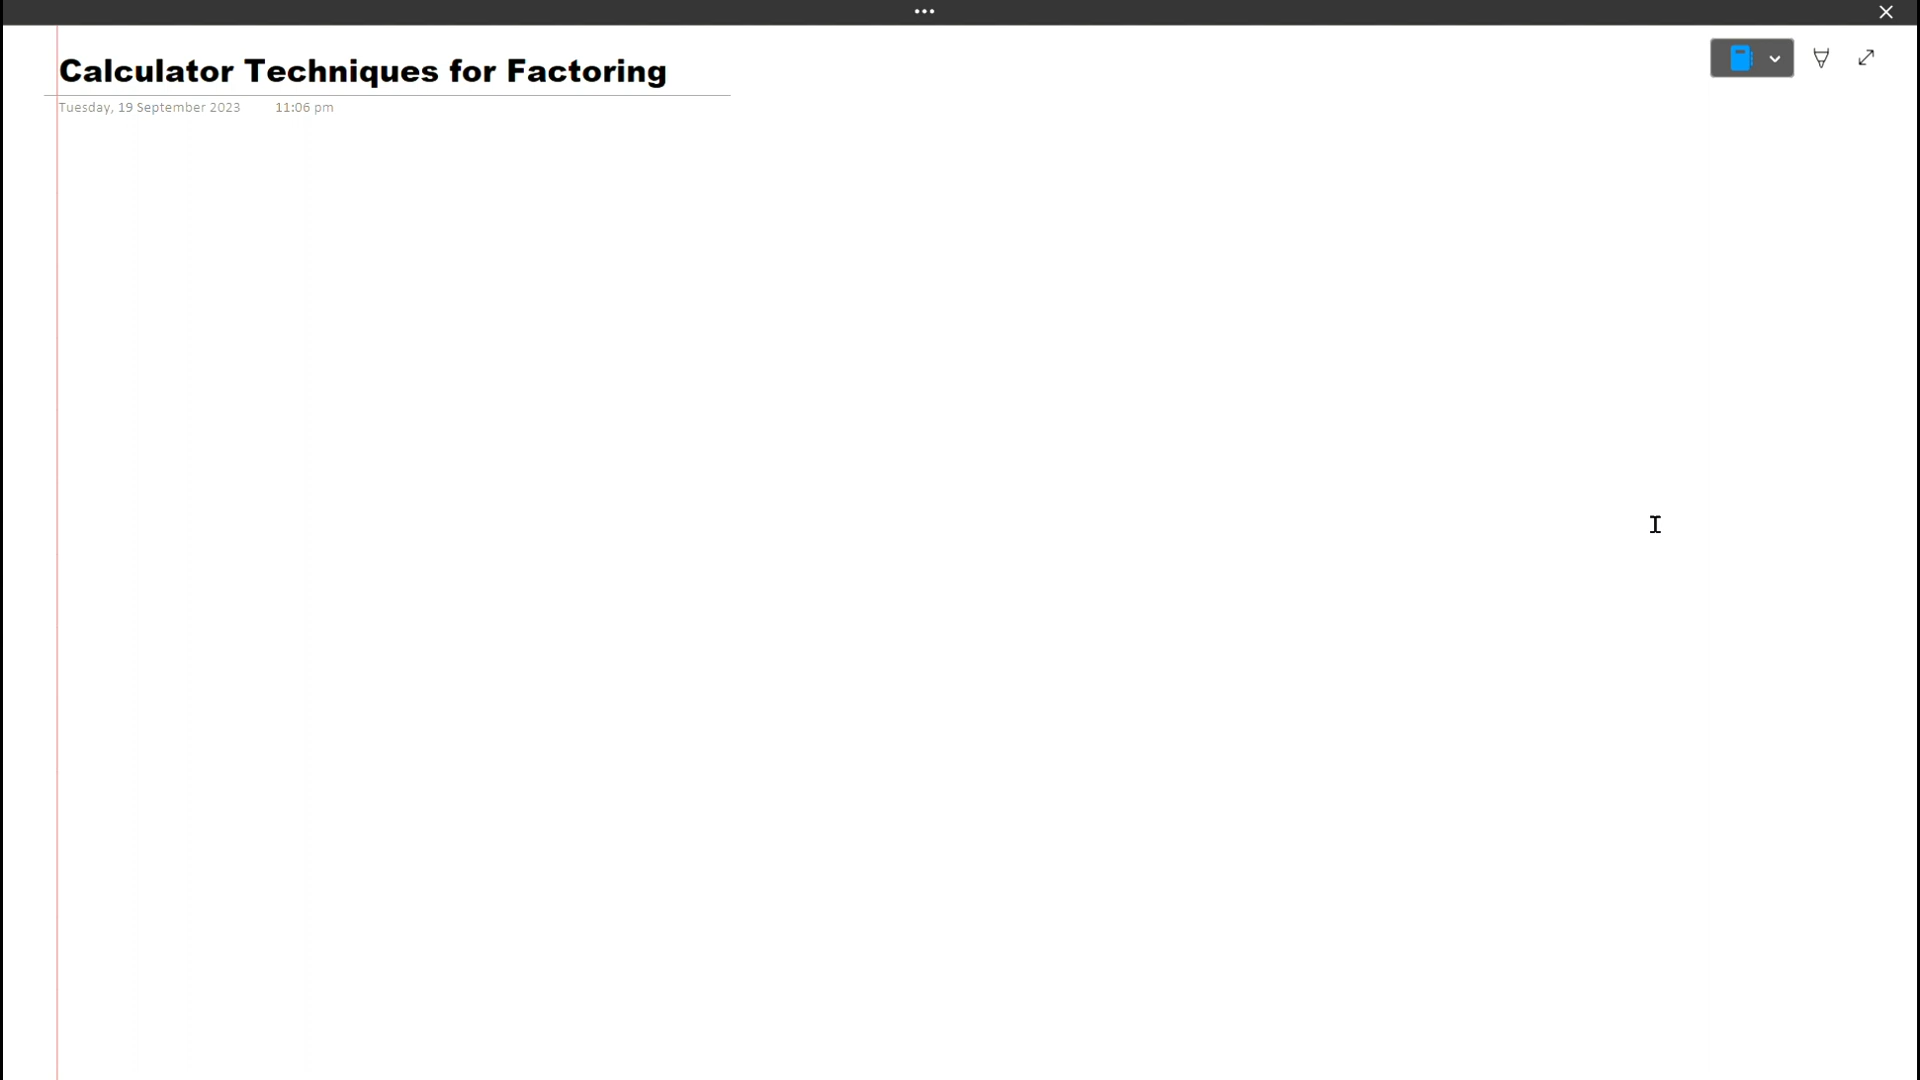 Calculator Techniques for Factoring
Tuesday, 19 September 2023 11:06 pm